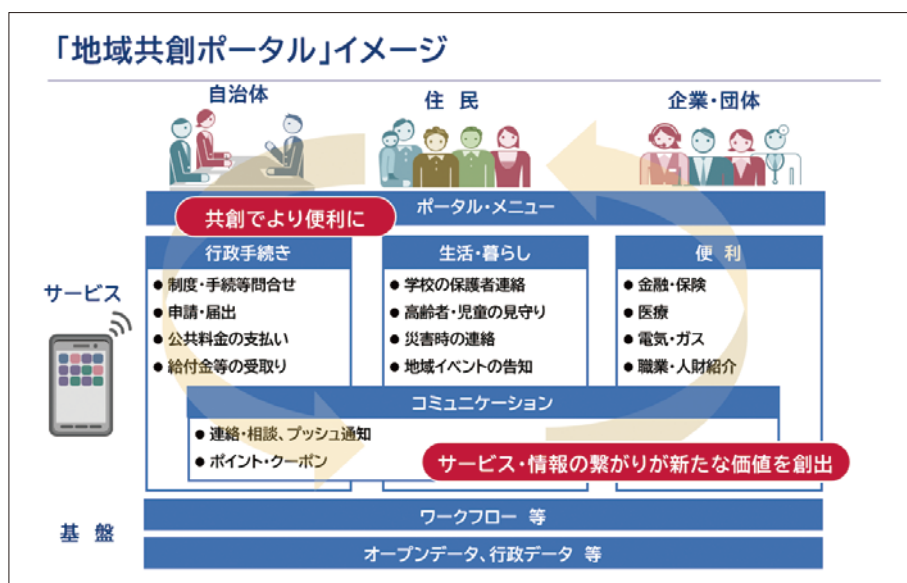 「地域共創ポータル」イメージ
自治体
住 民
企業・団体
ポータル・メニュー
共創でより便利に
サービス
行政手続き
● 制度・手続等問合せ
● 申請・届出
● 公共料金の支払い
● 給付金等の受取り
生活・暮らし
● 学校の保護者連絡
● 高齢者・児童の見守り
● 災害時の連絡
● 地域イベントの告知
便 利
● 金融・保険
● 医療
● 電気・ガス
● 職業・人財紹介
コミュニケーション
● 連絡・相談、プッシュ通知
● ポイント・クーポン
サービス・情報の繋がりが新たな価値を創出
基 盤
ワークフロー 等
オープンデータ、行政データ 等